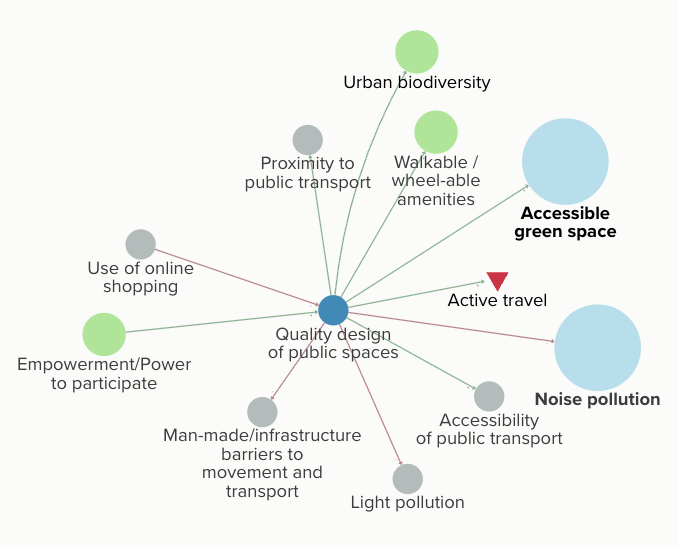 Urban biodiversity
Proximity to
public transport
Walkable /
wheel-able
amenities
Accessible
green space
Use of online
shopping
Active travel
Quality design
of public spaces
Empowerment/Power
to participate
Noise pollution
Accessibility
of public transport
Man-made/infrastructure
barriers to
movement and
transport
Light pollution